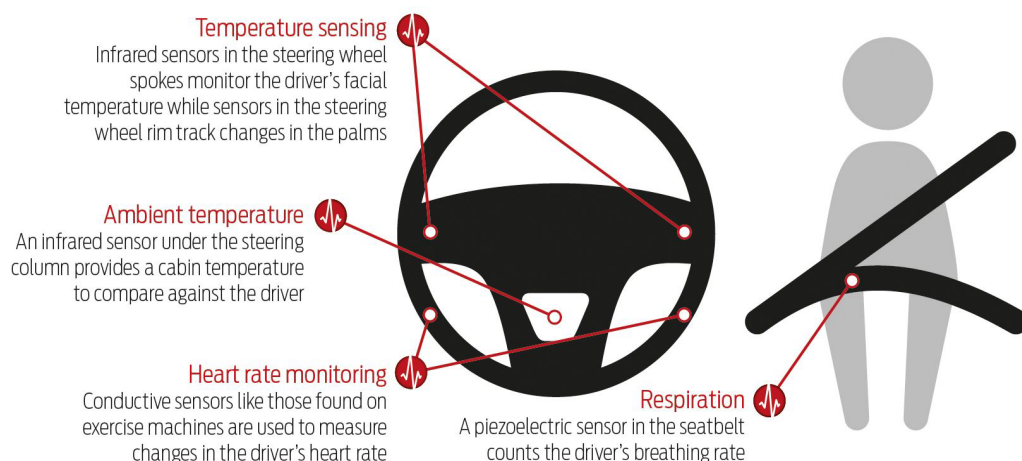 Temperature sensing
Infrared sensors in the steering wheel
spokes monitor the driver's facial
temperature while sensors in the steering
wheel rim track changes in the palms
Ambient temperature
An infrared sensor under the steering
column provides a cabin temperature
to compare against the driver
Heart rate monitoring
Conductive sensors like those found on
exercise machines are used to measure
changes in the driver's heart rate
Respiration
A piezoelectric sensor in the seatbelt
counts the driver's breathing rate